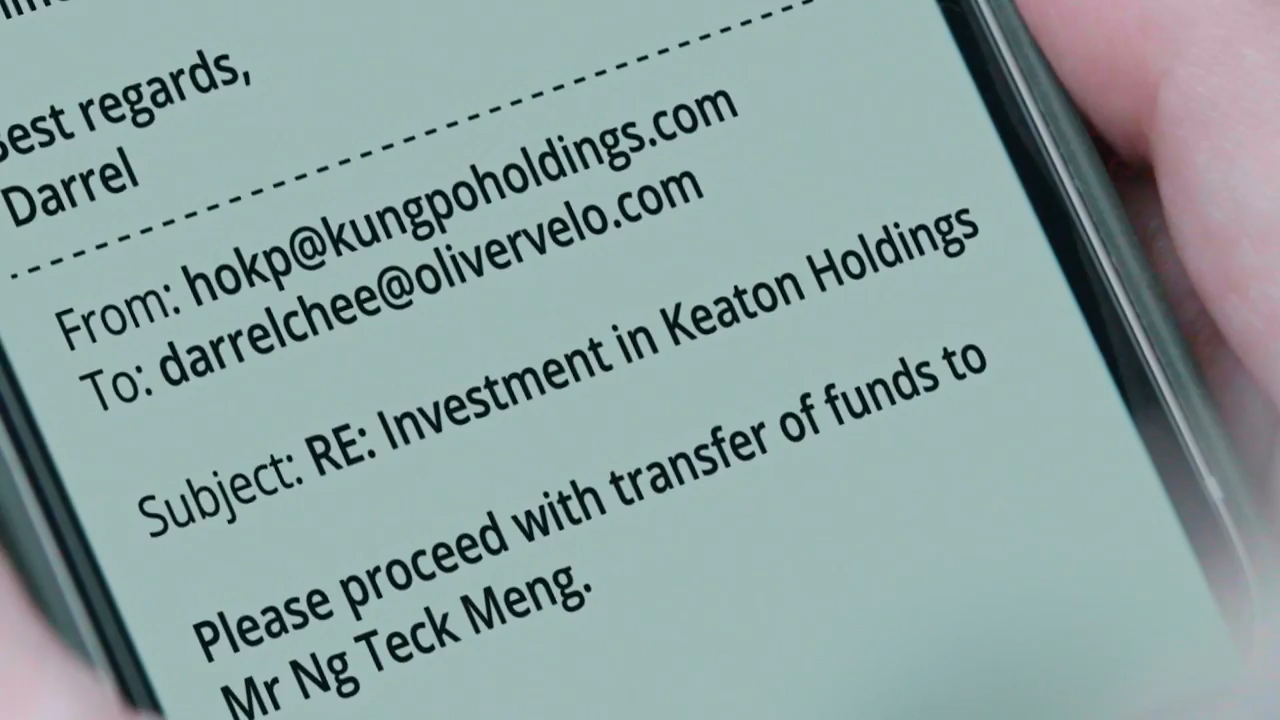 Best regards,
Darrel
From: hokp@kungpoholdings.com
To: darrelchee@olivervelo.com
Subject: RE: Investment in Keaton Holdings
Please proceed with transfer of funds to
Mr Ng Teck Meng.